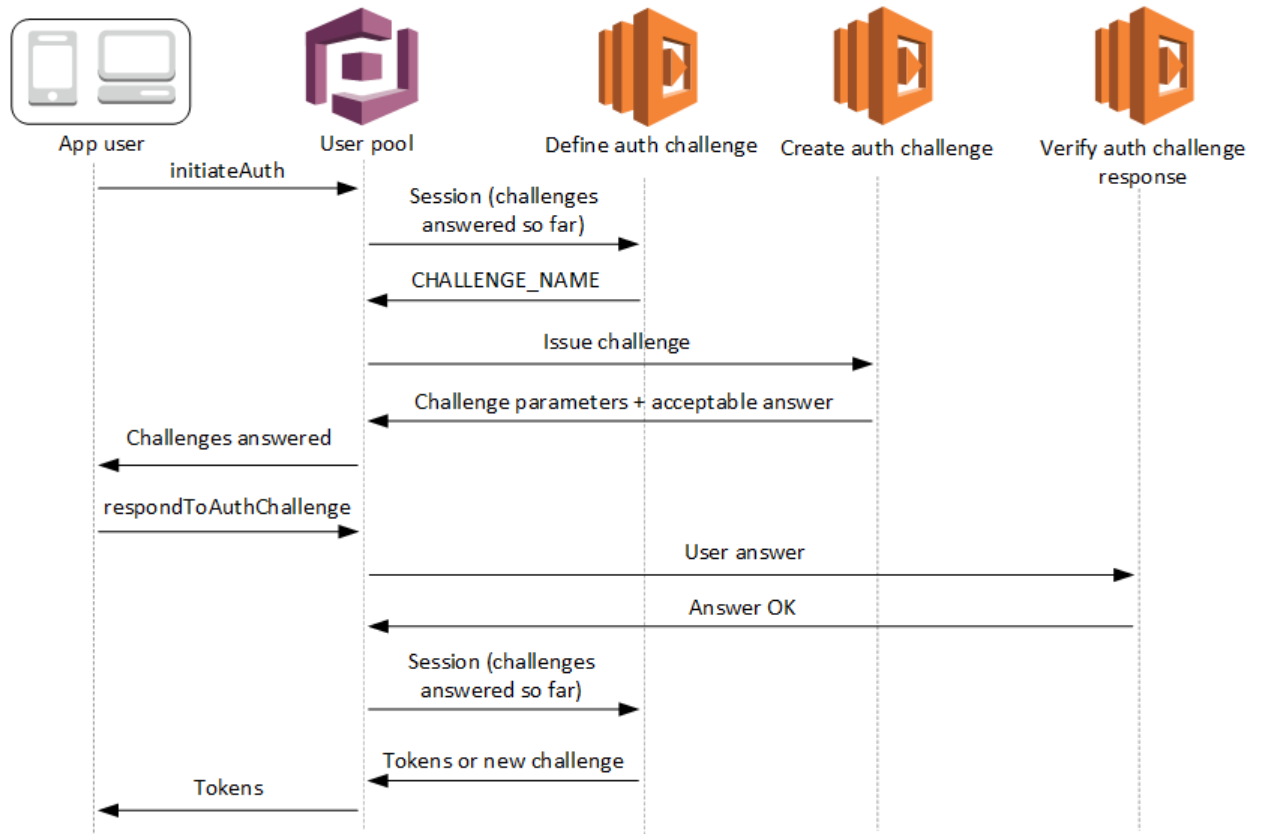 App user
User pool
Define auth challenge
Create auth challenge
Verify auth challenge
response
initiateAuth
Session (challenges
answered so far)
CHALLENGE_NAME
Issue challenge
Challenge parameters + acceptable answer
Challenges answered
respondToAuthChallenge
User answer
Answer OK
Session (challenges
answered so far)
Tokens or new challenge
Tokens